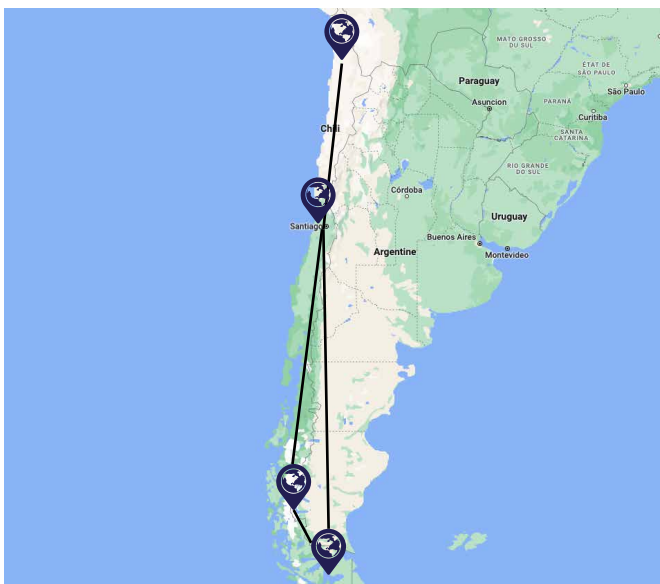 MATO GROSSO
DU SUL
ÉTAT DE
SÃO PAULO
Paraguay
São Paulo
Asuncion
PARANÁ
Curitiba
Chili
SANTA
CATARINA
RIO GRANDE
DO SUL
Córdoba
Uruguay
Santiago
Buenos Aires
Argentine
Montevideo